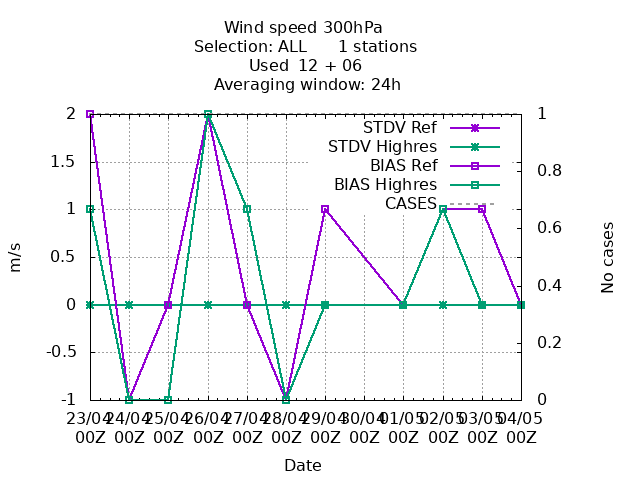 Wind speed 300hPa
Selection: ALL 1 stations
Used 12 + 06
Averaging window: 24h
2
1.5
1
0.5
0
-0.5
-1
m/s
1
0.8
0.6
0.4
0.2
0
No cases
STDV Ref
STDV Highres
BIAS Ref
BIAS Highres
CASES
23/04 24/04 25/04 26/04 27/04 28/04 29/04 30/04 01/05 02/05 03/05 04/05
00Z 00Z 00Z 00Z 00Z 00Z 00Z 00Z 00Z 00Z 00Z 00Z
Date